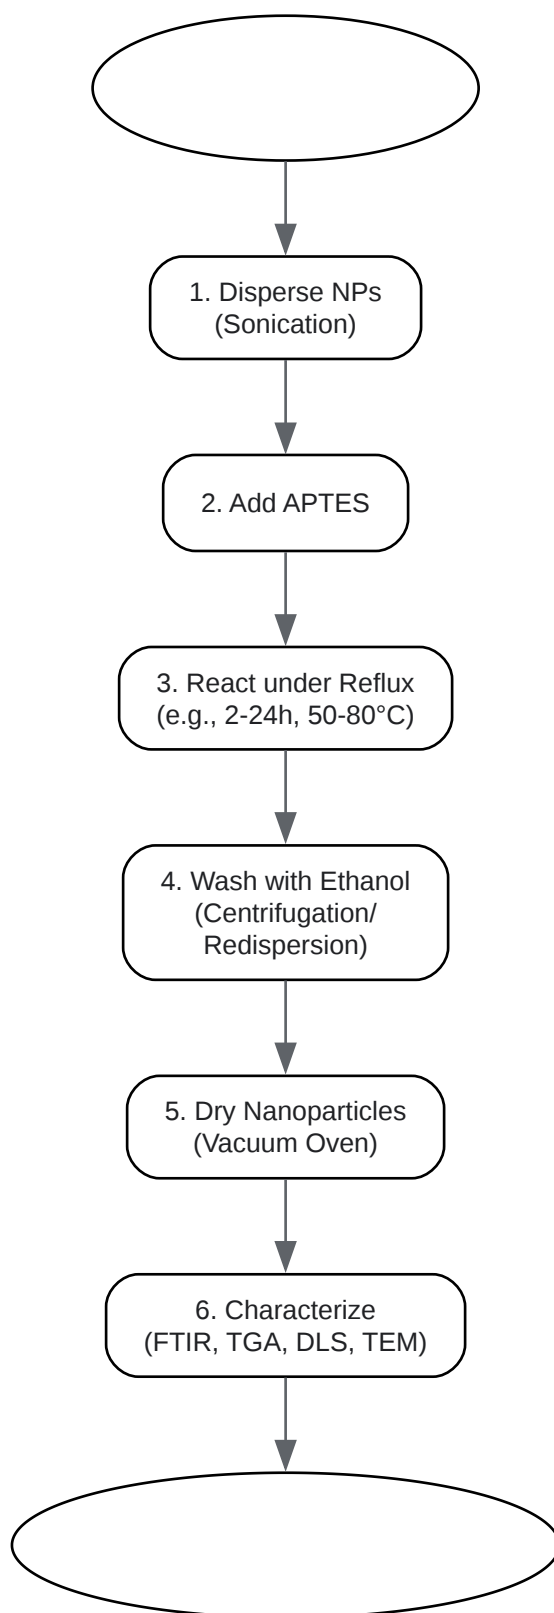 1. Disperse NPs
(Sonication)
2. Add APTES
3. React under Reflux
(e.g., 2-24h, 50-80°C)
4. Wash with Ethanol
(Centrifugation/
Redispersion)
5. Dry Nanoparticles
(Vacuum Oven)
6. Characterize
(FTIR, TGA, DLS, TEM)